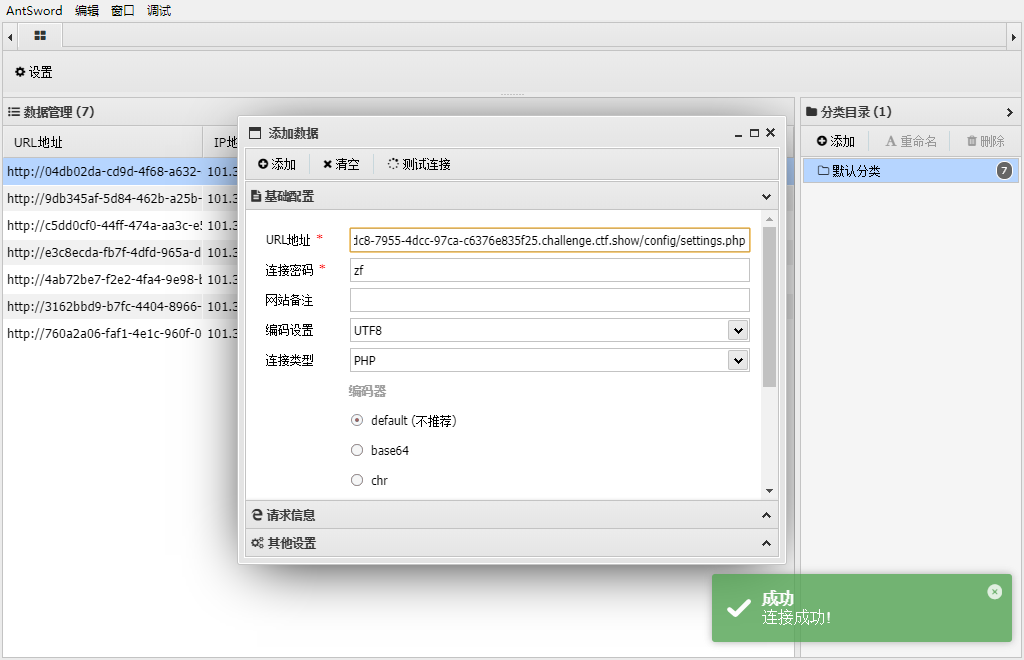 AntSword 编辑 窗口 调试
设置
数据管理 (7)
URL地址 IP地
http://04db02da-cd9d-4f68-a632- 101.3
http://9db345af-5d84-462b-a25b- 101.3
http://c5dd0cf0-44ff-474a-aa3c-e5 101.3
http://e3c8ecda-fb7f-4dfd-965a-d 101.3
http://4ab72be7-f2e2-4fa4-9e98-b 101.3
http://3162bbd9-b7fc-4404-8966- 101.3
http://760a2a06-faf1-4e1c-960f-0 101.3
添加数据
添加 清空 测试连接
基础配置
URL地址 * dc8-7955-4dcc-97ca-c6376e835f25.challenge.ctf.show/config/settings.php
连接密码 * zf
网站备注
编码设置 UTF8
连接类型 PHP
编码器
default (不推荐)
base64
chr
请求信息
其他设置
分类目录 (1)
添加 重命名 删除
默认分类 7
成功
连接成功!